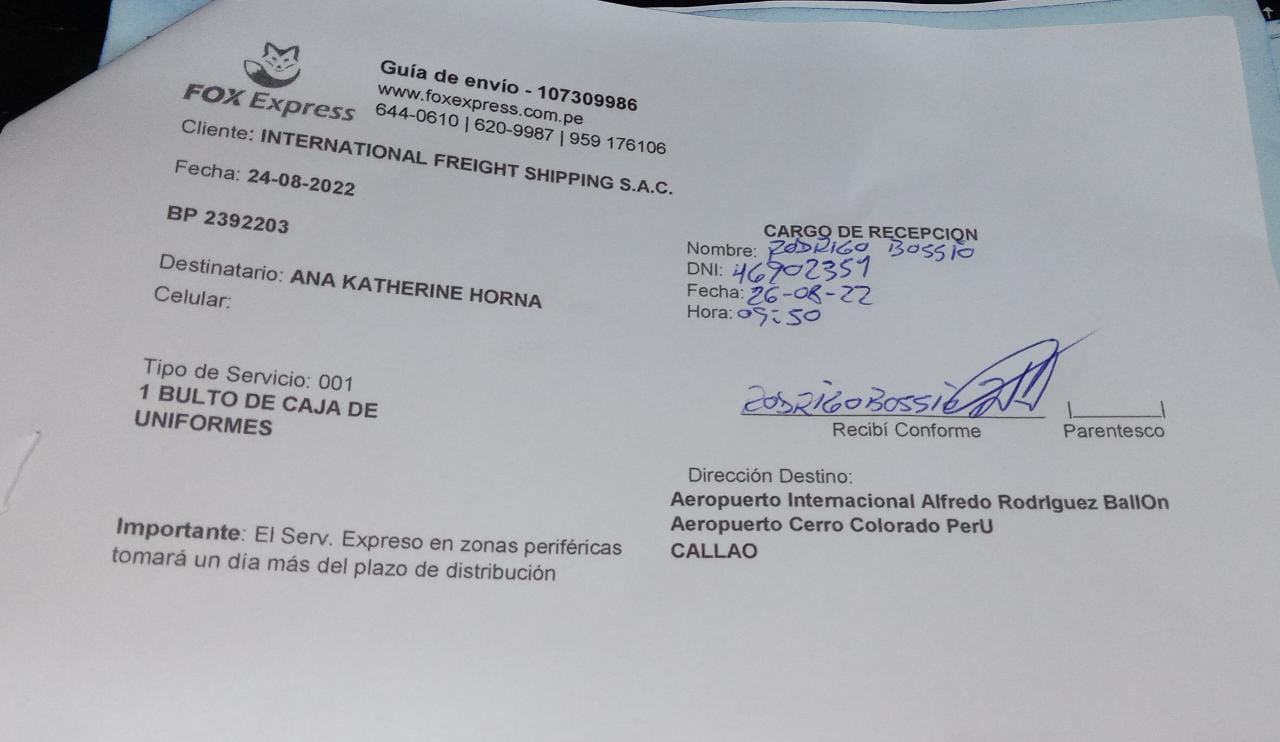 FOX Express
Guía de envío - 107309986
www.foxexpress.com.pe
644-0610 | 620-9987 | 959 176106
Cliente: INTERNATIONAL FREIGHT SHIPPING S.A.C.
Fecha: 24-08-2022
BP 2392203
Destinatario: ANA KATHERINE HORNA
Celular:
Tipo de Servicio: 001
1 BULTO DE CAJA DE
UNIFORMES
Importante: El Serv. Expreso en zonas periféricas
tomará un día más del plazo de distribución
CARGO DE RECEPCION
Nombre: RODRIGO BOSSIO
DNI: 46902351
Fecha: 26-08-22
Hora: 09:50
RODRIGO BOSSIO
Recibí Conforme
Parentesco
Dirección Destino:
Aeropuerto Internacional Alfredo RodrIguez BallOn
Aeropuerto Cerro Colorado PerU
CALLAO